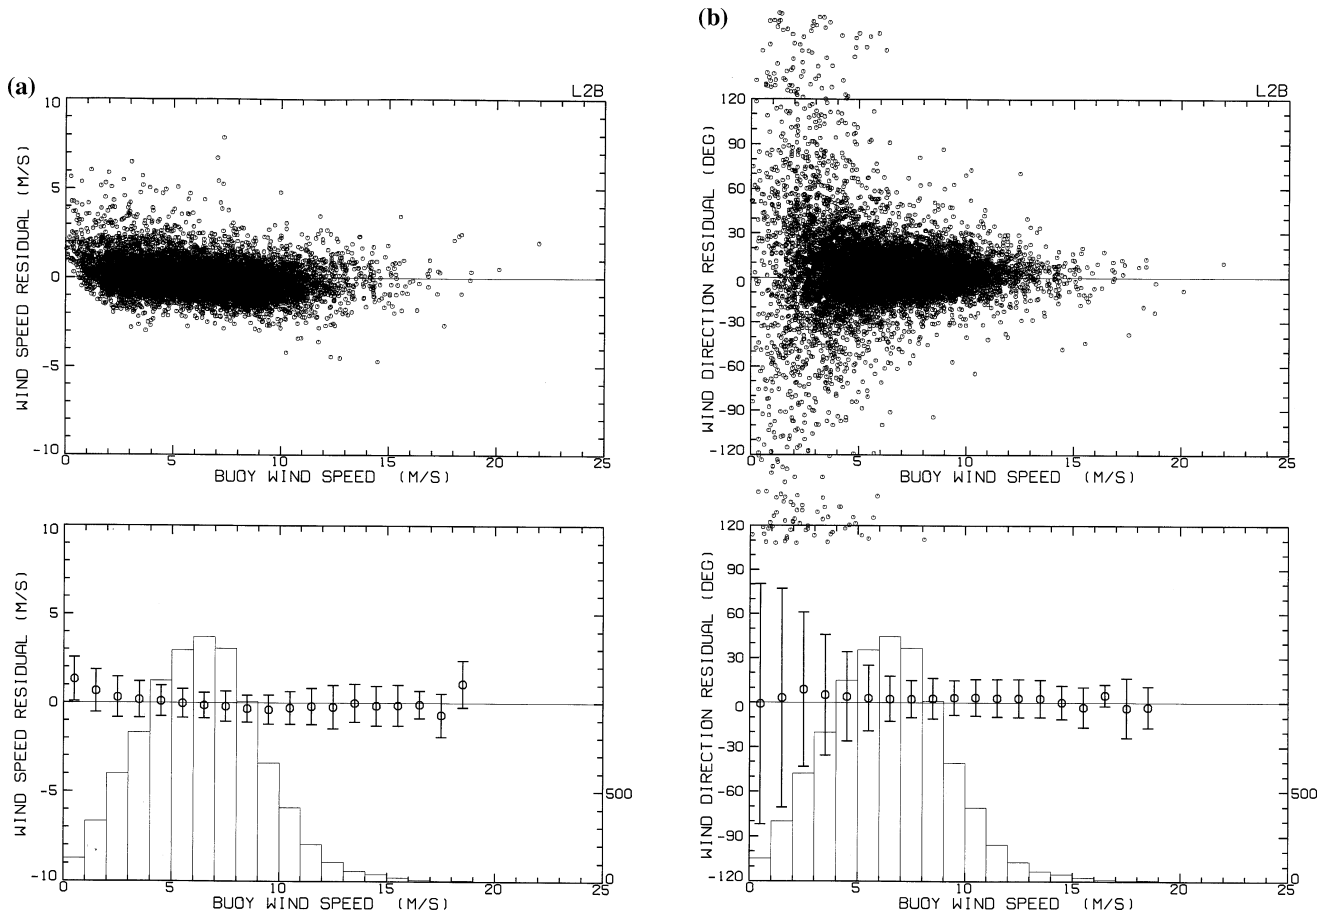 (a)
L2B
WIND SPEED RESIDUAL (M/S)
10
5
0
-5
-10
0 5 10 15 20 25
BUOY WIND SPEED (M/S)
(b)
L2B
WIND DIRECTION RESIDUAL (DEG)
120
90
60
30
0
-30
-60
-90
-120
0 5 10 15 20 25
BUOY WIND SPEED (M/S)
WIND SPEED RESIDUAL (M/S)
10
5
0
-5
-10
500
0
0 5 10 15 20 25
BUOY WIND SPEED (M/S)
WIND DIRECTION RESIDUAL (DEG)
120
90
60
30
0
-30
-60
-90
-120
500
0
0 5 10 15 20 25
BUOY WIND SPEED (M/S)